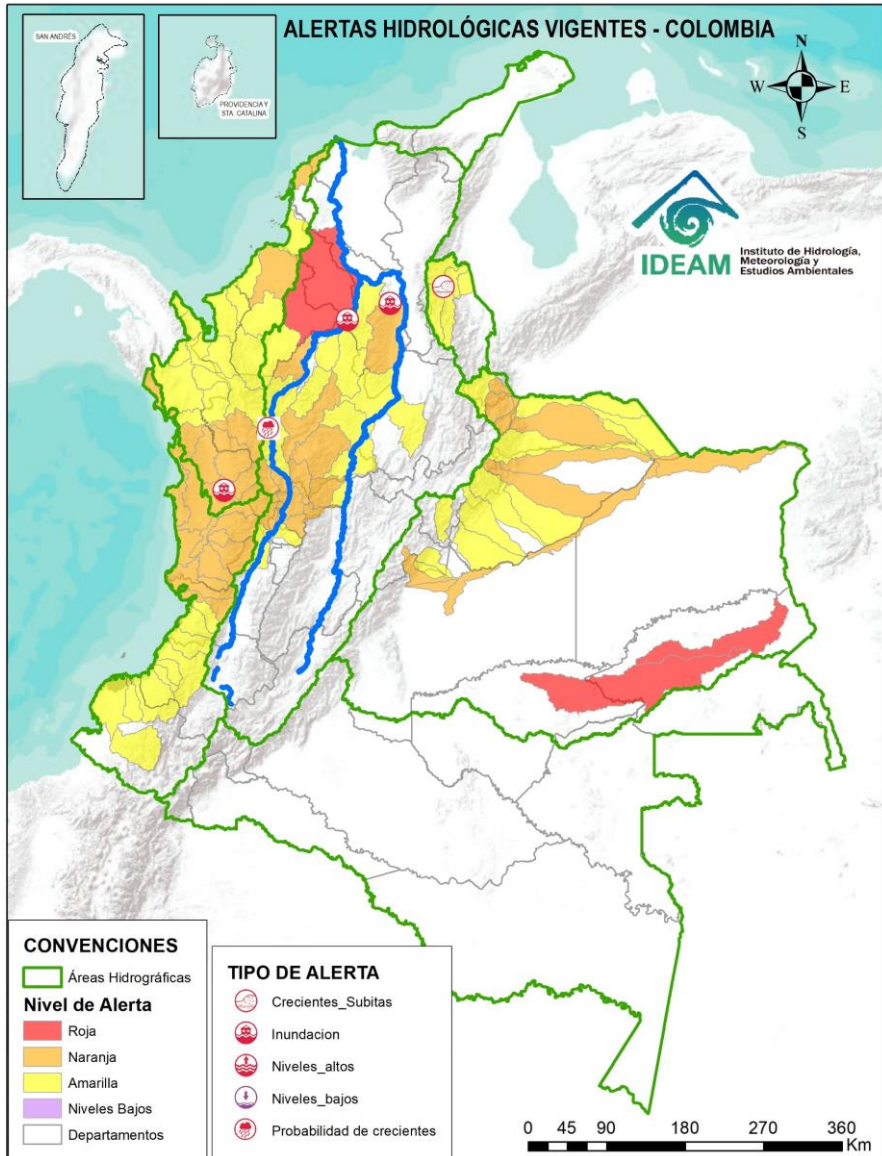 ALERTAS HIDROLÓGICAS VIGENTES - COLOMBIA
SAN ANDRÉS
PROVIDENCIA Y
STA. CATALINA
N
W
E
S
IDEAM
Instituto de Hidrología,
Meteorología y
Estudios Ambientales
CONVENCIONES
Áreas Hidrográficas
Nivel de Alerta
Roja
Naranja
Amarilla
Niveles Bajos
Departamentos
TIPO DE ALERTA
Crecientes_Subitas
Inundacion
Niveles_altos
Niveles_bajos
Probabilidad de crecientes
0 45 90 180 270 360
Km